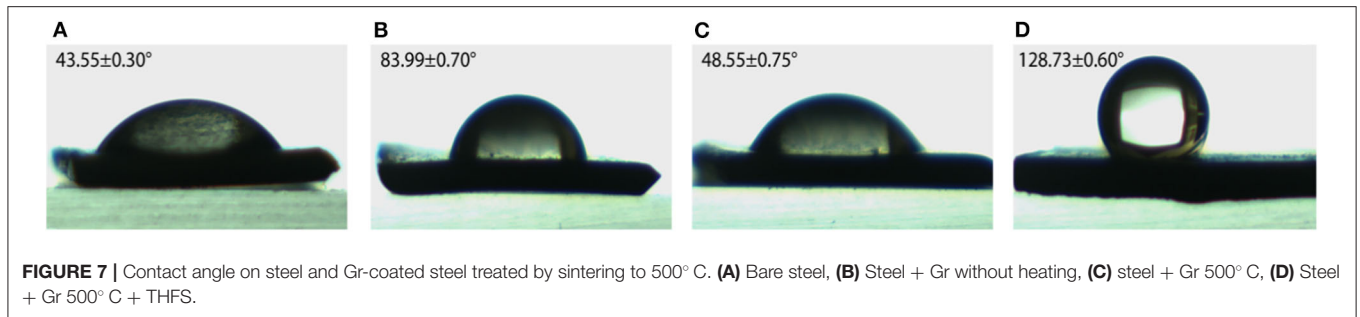 A
B
C
D
43.55±0.30°
83.99±0.70°
48.55±0.75°
128.73±0.60°
FIGURE 7 | Contact angle on steel and Gr-coated steel treated by sintering to 500° C. (A) Bare steel, (B) Steel + Gr without heating, (C) steel + Gr 500° C, (D) Steel
+ Gr 500° C + THFS.